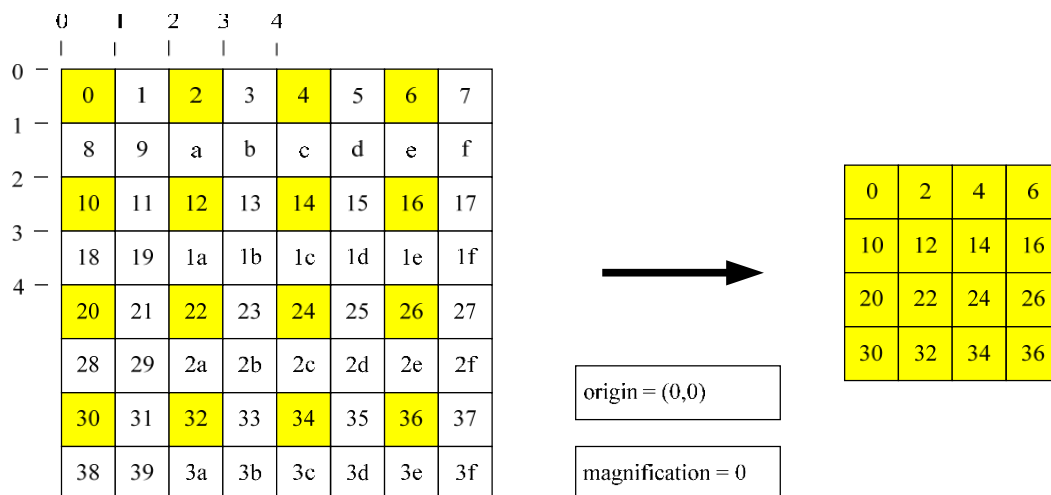 0 1 2 3 4
0
0 1 2 3 4 5 6 7
1
8 9 a b c d e f
2
10 11 12 13 14 15 16 17
3
18 19 1a 1b 1c 1d 1e 1f
4
20 21 22 23 24 25 26 27
28 29 2a 2b 2c 2d 2e 2f
30 31 32 33 34 35 36 37
38 39 3a 3b 3c 3d 3e 3f
0 2 4 6
10 12 14 16
20 22 24 26
30 32 34 36
origin = (0,0)
magnification = 0